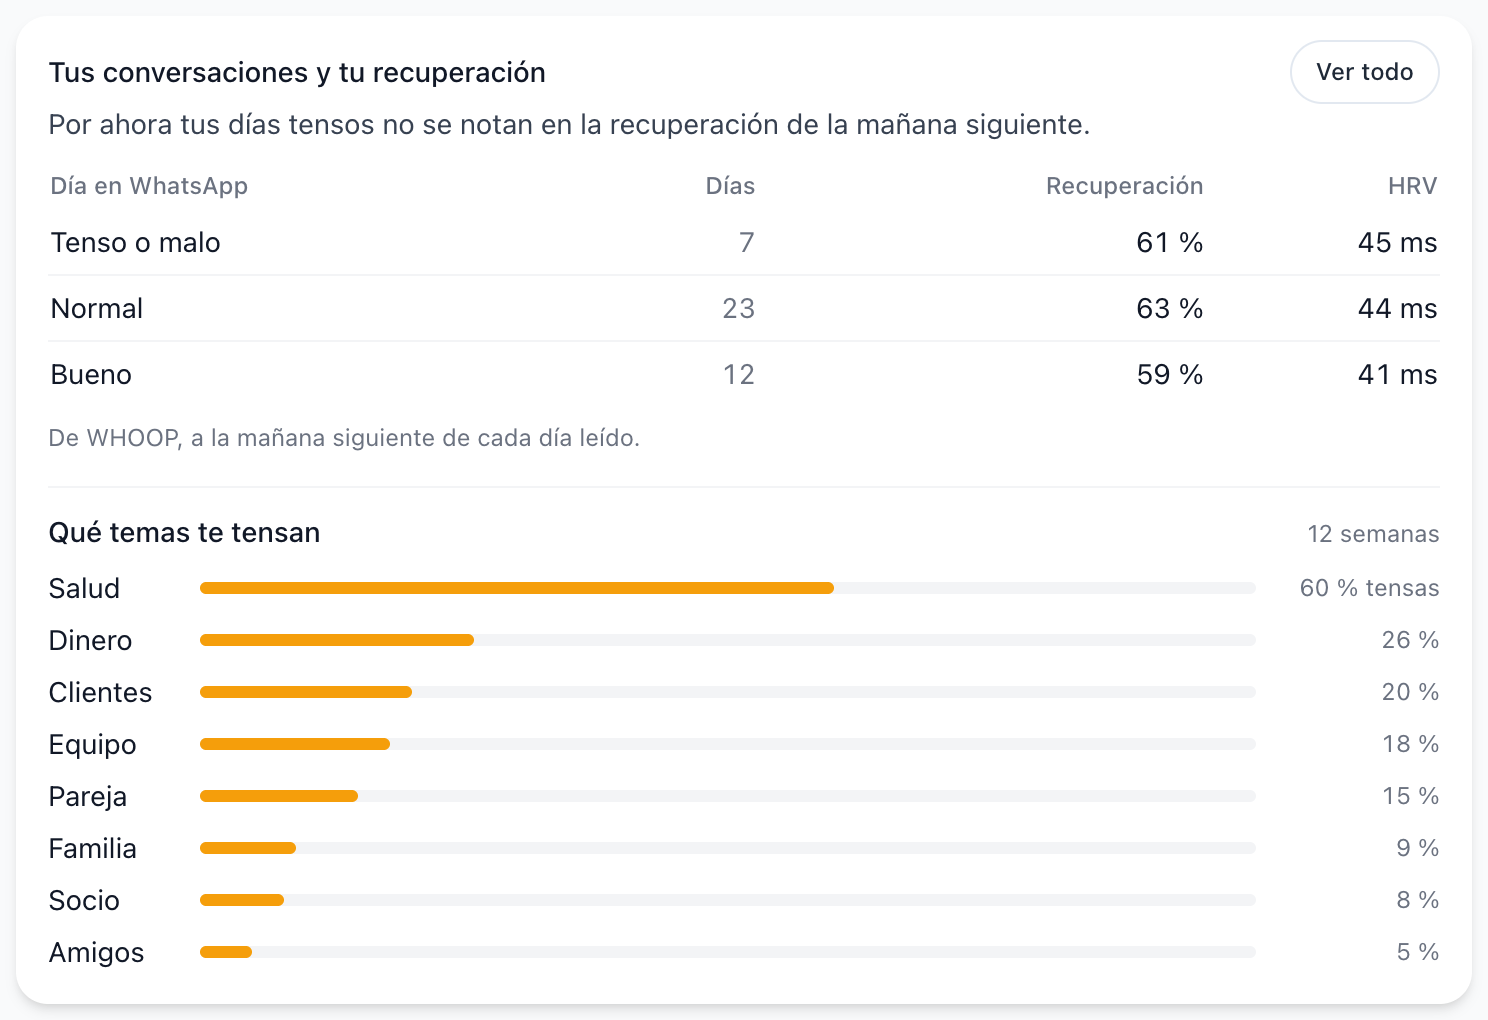 Tus conversaciones y tu recuperación
Ver todo
Por ahora tus días tensos no se notan en la recuperación de la mañana siguiente.
Día en WhatsApp Días Recuperación HRV
Tenso o malo 7 61 % 45 ms
Normal 23 63 % 44 ms
Bueno 12 59 % 41 ms
De WHOOP, a la mañana siguiente de cada día leído.
Qué temas te tensan 12 semanas
Salud 60 % tensas
Dinero 26 %
Clientes 20 %
Equipo 18 %
Pareja 15 %
Familia 9 %
Socio 8 %
Amigos 5 %